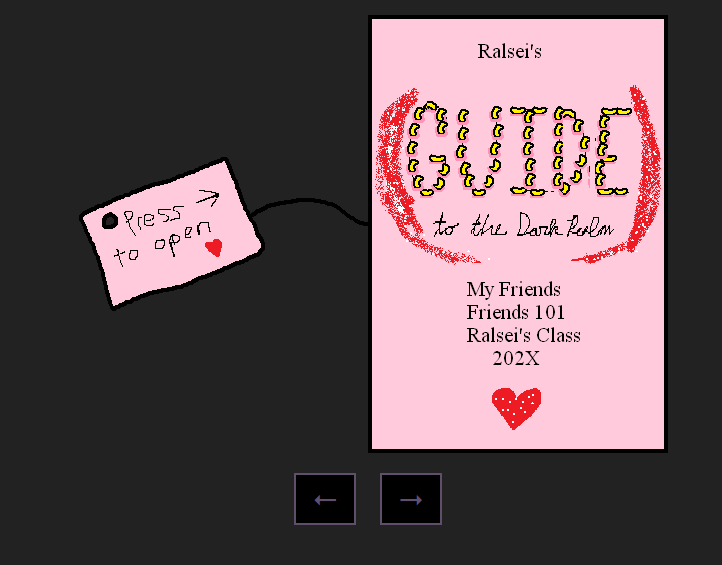 Press →
to open ♥
Ralsei's
GUIDE
to the Dark Realm
My Friends
Friends 101
Ralsei's Class
202X
← →